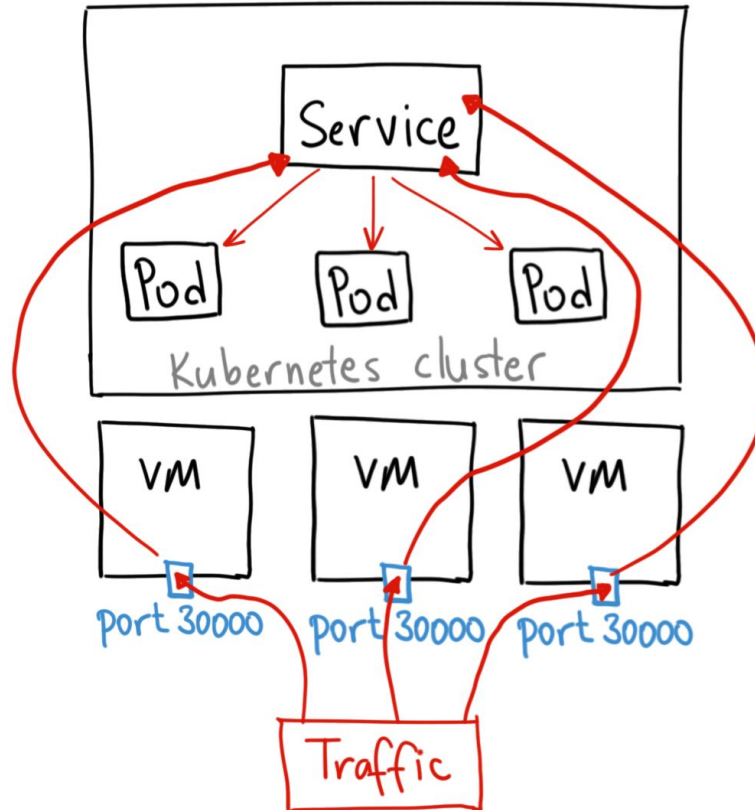 Service
Pod
Pod
Pod
Kubernetes cluster
VM
VM
VM
port 30000
port 30000
port 30000
Traffic